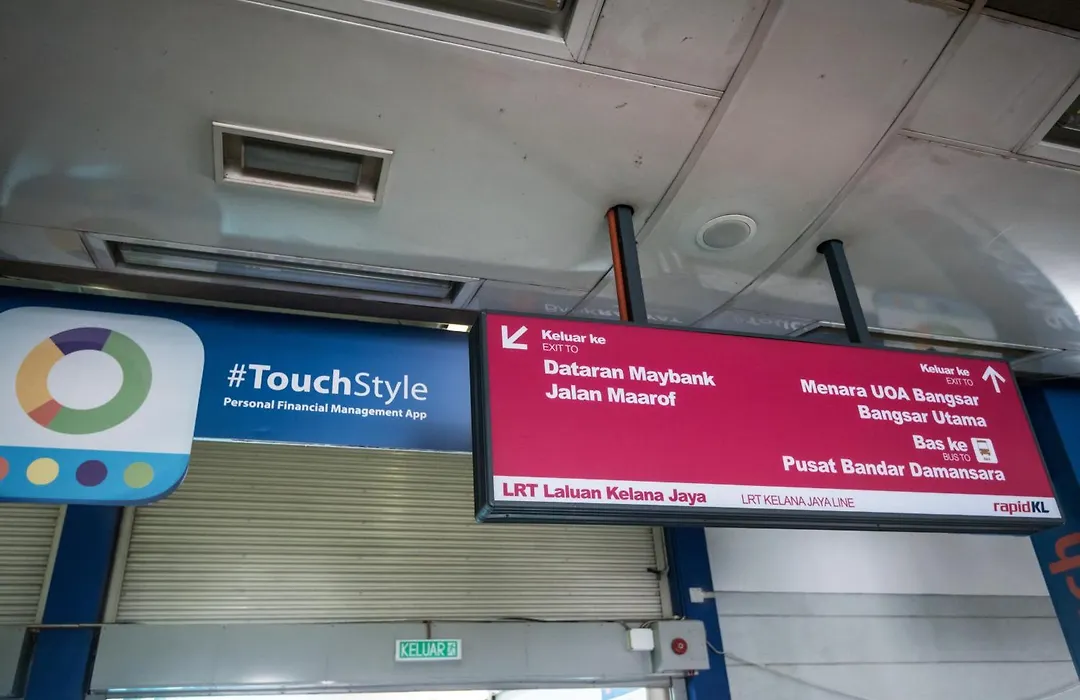 #TouchStyle
Personal Financial Management App
Keluar ke
EXIT TO
Dataran Maybank
Jalan Maarof
Keluar ke
EXIT TO
Menara UOA Bangsar
Bangsar Utama
Bas ke
BUS TO
Pusat Bandar Damansara
LRT Laluan Kelana Jaya
LRT KELANA JAYA LINE
rapidKL
KELUAR
ch